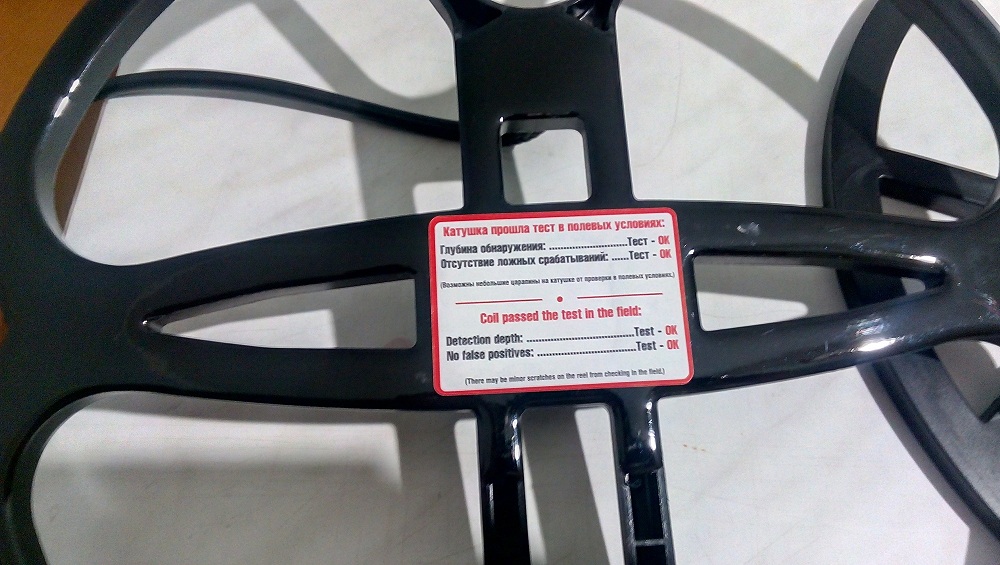 Катушка прошла тест в полевых условиях:
Глубина обнаружения: ...........................Тест - OK
Отсутствие ложных срабатываний: ......Тест - OK
(Возможны небольшие царапины на катушке от проверки в полевых условиях.)
Coil passed the test in the field:
Detection depth: ....................................Test - OK
No false positives: .................................Test - OK
(There may be minor scratches on the reel from checking in the field.)